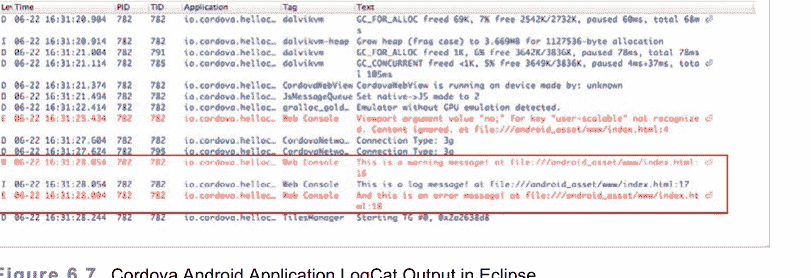 Le Time PID TID Application Tag Text
D 06-22 16:31:20.904 782 782 io.cordova.helloc… dalvikvm GC_FOR_ALLOC freed 69K, 7% free 2542K/2732K, paused 60ms, total 68m
s
I 06-22 16:31:20.914 782 782 io.cordova.helloc… dalvikvm-heap Grow heap (frag case) to 3.669MB for 1127536-byte allocation
D 06-22 16:31:21.004 782 791 io.cordova.helloc… dalvikvm GC_FOR_ALLOC freed 1K, 6% free 3642K/3836K, paused 78ms, total 78ms
D 06-22 16:31:21.114 782 785 io.cordova.helloc… dalvikvm GC_CONCURRENT freed <1K, 5% free 3649K/3836K, paused 4ms+37ms, tota
l 105ms
D 06-22 16:31:21.374 782 782 io.cordova.helloc… CordovaWebView CordovaWebView is running on device made by: unknown
D 06-22 16:31:21.494 782 782 io.cordova.helloc… JsMessageQueue Set native->JS mode to 2
D 06-22 16:31:22.414 782 782 io.cordova.helloc… gralloc_gold… Emulator without GPU emulation detected.
E 06-22 16:31:25.434 782 782 io.cordova.helloc… Web Console Viewport argument value "no;" for key "user-scalable" not recognize
d. Content ignored. at file:///android_asset/www/index.html:4
D 06-22 16:31:27.604 782 782 io.cordova.helloc… CordovaNetwo… Connection Type: 3g
D 06-22 16:31:27.624 782 795 io.cordova.helloc… CordovaNetwo… Connection Type: 3g
W 06-22 16:31:28.054 782 782 io.cordova.helloc… Web Console This is a warning message! at file:///android_asset/www/index.html:
16
I 06-22 16:31:28.054 782 782 io.cordova.helloc… Web Console This is a log message! at file:///android_asset/www/index.html:17
E 06-22 16:31:28.094 782 782 io.cordova.helloc… Web Console And this is an error message! at file:///android_asset/www/index.ht
ml:18
D 06-22 16:31:28.244 782 782 io.cordova.helloc… TilesManager Starting TG #0, 0x2a2638d8
Figure 6.7 Cordova Android Application LogCat Output in Eclipse